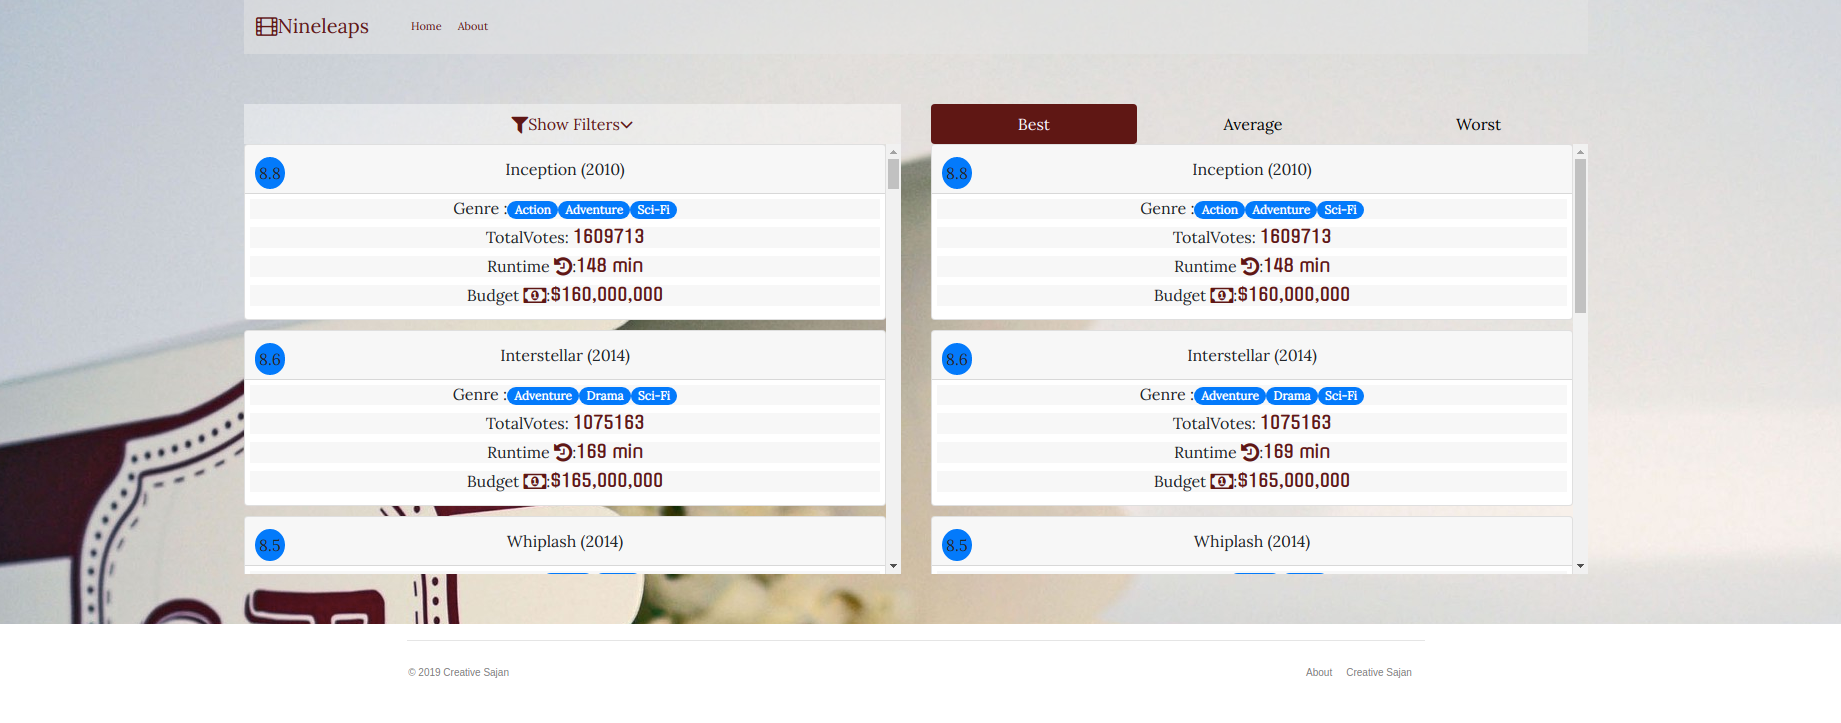 Nineleaps Home About
Show Filters
8.8 Inception (2010)
Genre : Action Adventure Sci-Fi
TotalVotes: 1609713
Runtime :148 min
Budget :$160,000,000
8.6 Interstellar (2014)
Genre : Adventure Drama Sci-Fi
TotalVotes: 1075163
Runtime :169 min
Budget :$165,000,000
8.5 Whiplash (2014)
Best Average Worst
8.8 Inception (2010)
Genre : Action Adventure Sci-Fi
TotalVotes: 1609713
Runtime :148 min
Budget :$160,000,000
8.6 Interstellar (2014)
Genre : Adventure Drama Sci-Fi
TotalVotes: 1075163
Runtime :169 min
Budget :$165,000,000
8.5 Whiplash (2014)
© 2019 Creative Sajan About Creative Sajan